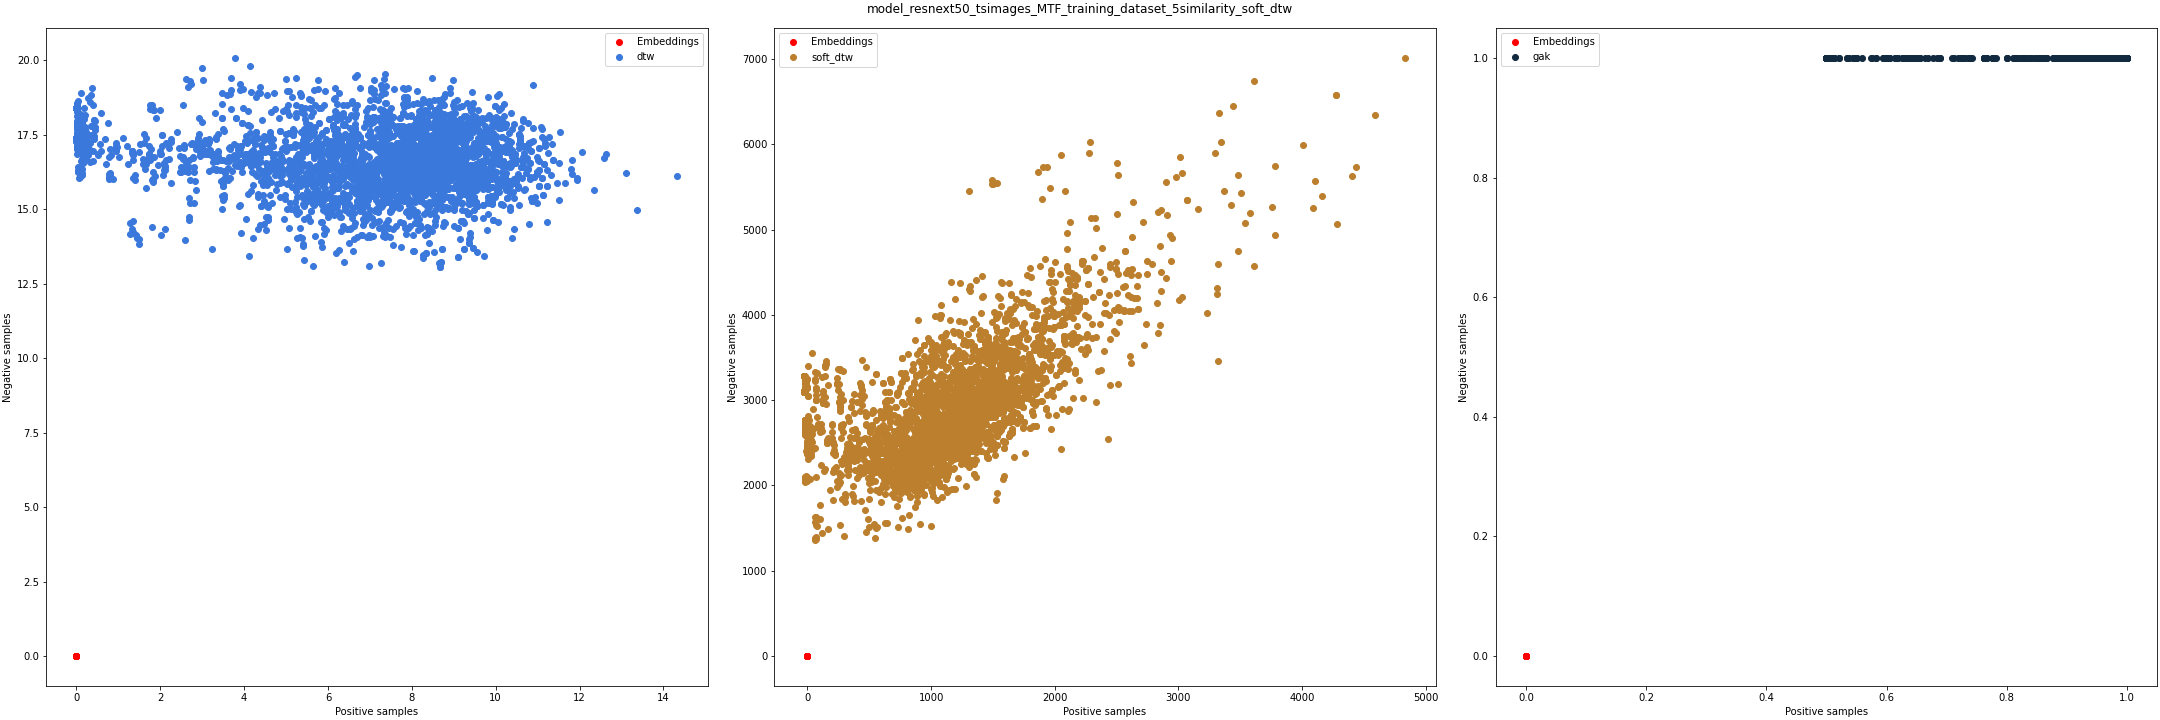 model_resnext50_tsimages_MTF_training_dataset_5similarity_soft_dtw
Embeddings
dtw
20.0
17.5
15.0
12.5
10.0
7.5
5.0
2.5
0.0
Negative samples
0 2 4 6 8 10 12 14
Positive samples
Embeddings
soft_dtw
7000
6000
5000
4000
3000
2000
1000
0
Negative samples
0 1000 2000 3000 4000 5000
Positive samples
Embeddings
gak
1.0
0.8
0.6
0.4
0.2
0.0
Negative samples
0.0 0.2 0.4 0.6 0.8 1.0
Positive samples